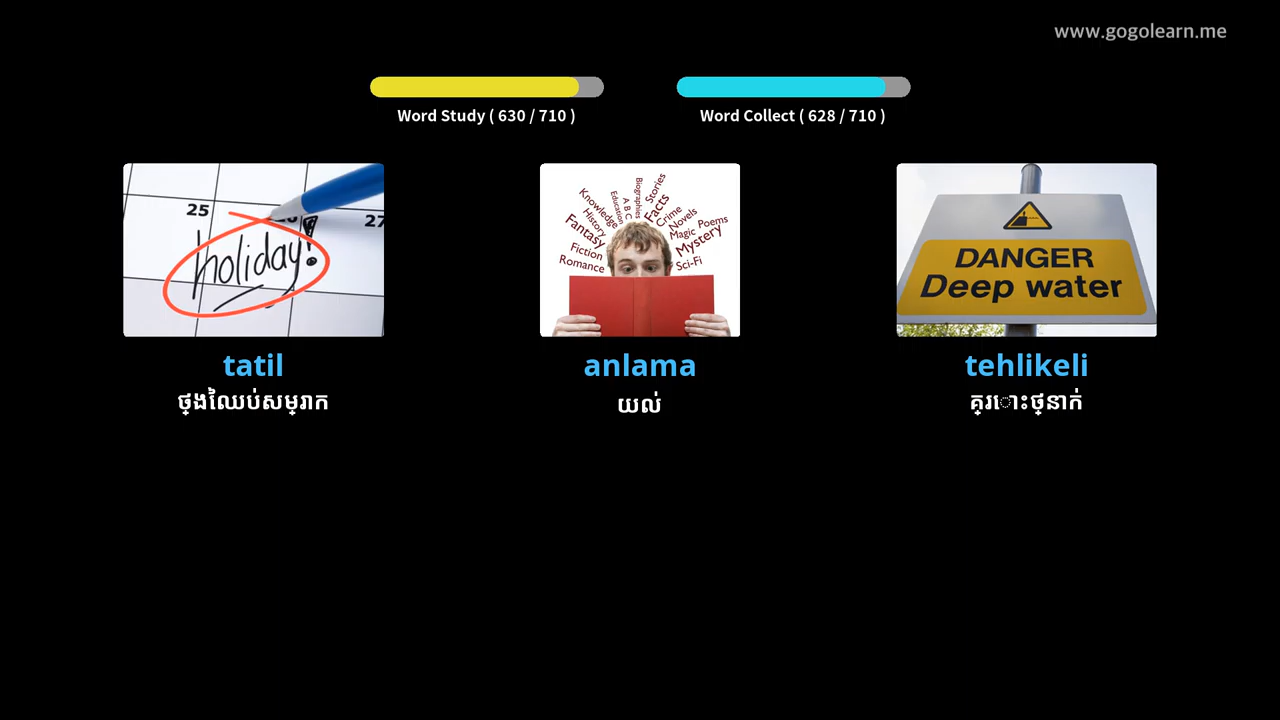 www.gogolearn.me
Word Study ( 630 / 710 )
Word Collect ( 628 / 710 )
25
27
holiday!
Stories
Biographies
Education
A B C
Facts
Knowledge
Crime
History
Novels
Magic
Poems
Fantasy
Mystery
Fiction
Romance
Sci-Fi
DANGER
Deep water
tatil
anlama
tehlikeli
ថ្ងៃឈប់សម្រាក
យល់
គ្រោះថ្នាក់